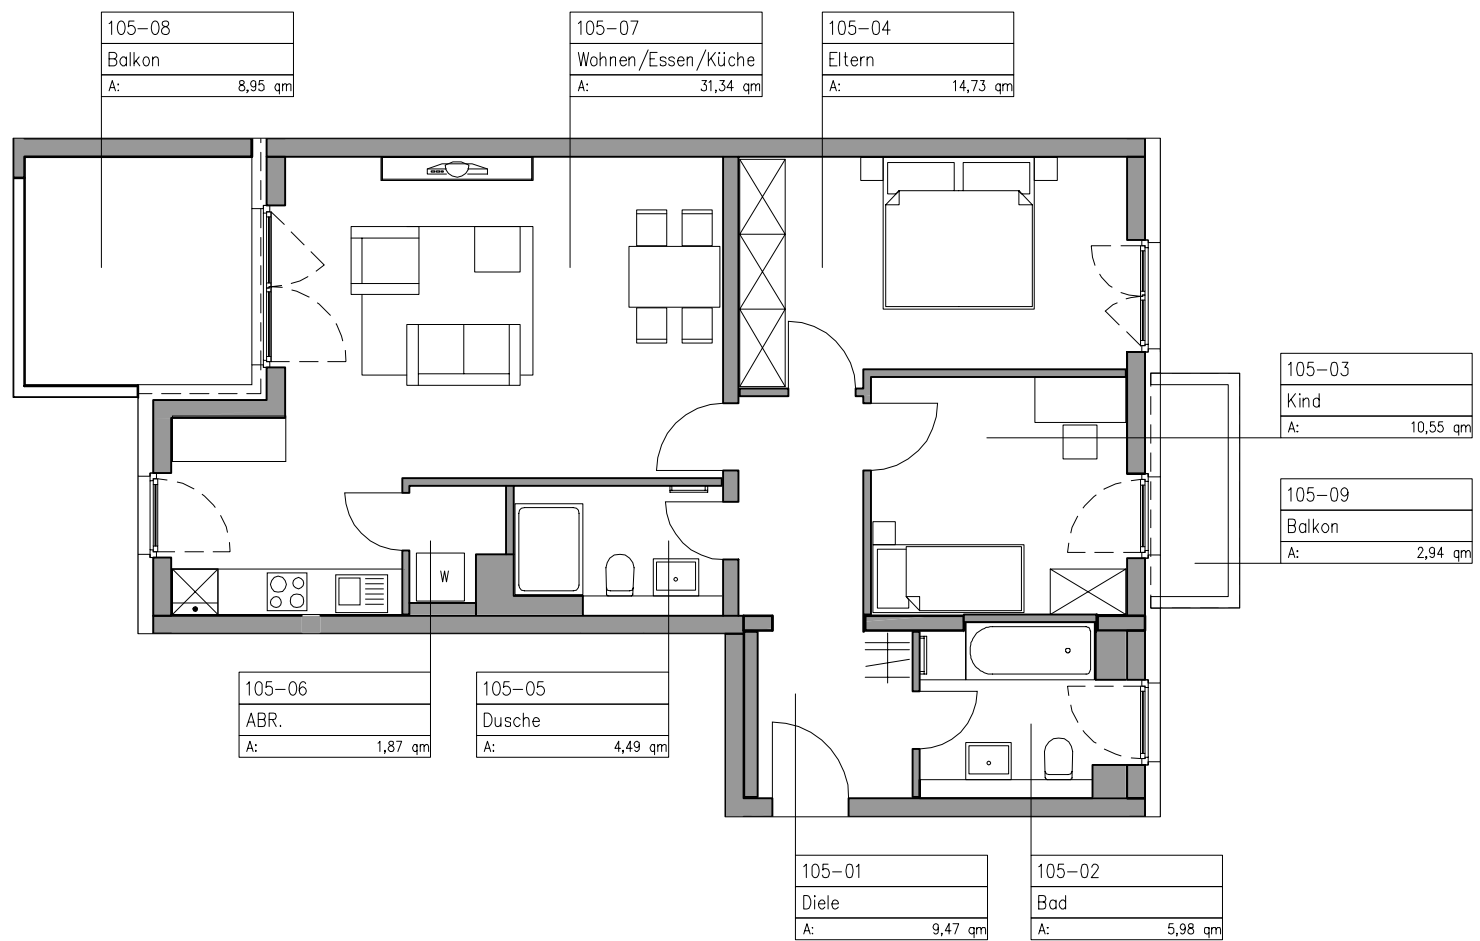 105-08
Balkon
A: 8,95 qm
105-07
Wohnen/Essen/Küche
A: 31,34 qm
105-04
Eltern
A: 14,73 qm
105-03
Kind
A: 10,55 qm
105-09
Balkon
A: 2,94 qm
W
105-06
ABR.
A: 1,87 qm
105-05
Dusche
A: 4,49 qm
105-01
Diele
A: 9,47 qm
105-02
Bad
A: 5,98 qm